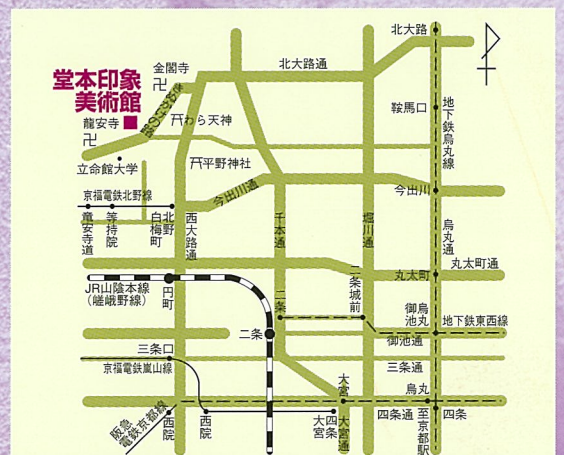 北大路
北大路通
金閣寺
堂本印象
美術館
きぬかけの路
鞍馬口
地下鉄烏丸線
龍安寺
わら天神
立命館大学
平野神社
今出川通
今出川
京福電鉄北野線
竜安寺道
等持院
北野
白梅町
西大路通
千本通
堀川通
烏丸通
丸太町通
丸太町
JR山陰本線
(嵯峨野線)
円町
二条
二条城前
烏丸
御池
地下鉄東西線
二条
御池通
三条口
京福電鉄嵐山線
三条通
大宮
烏丸
阪急
電鉄京都線
西院
西院
四条
大宮
大宮通
四条通
至京都駅
四条